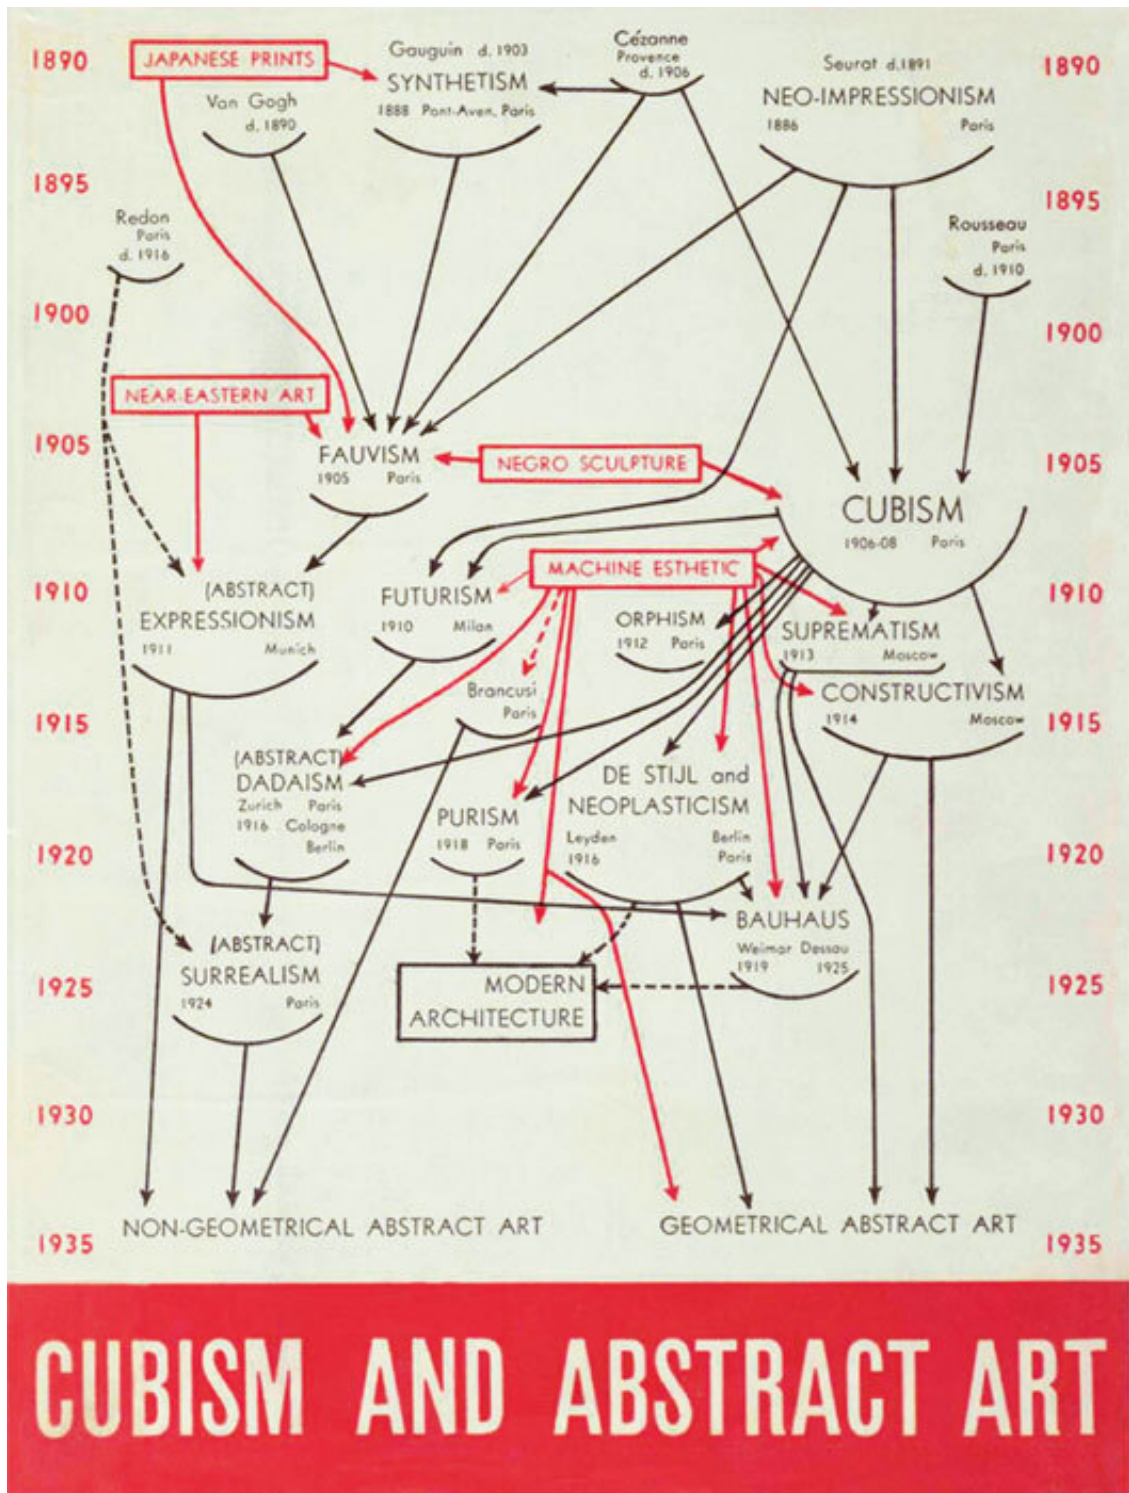 1890
JAPANESE PRINTS
Gauguin d. 1903
SYNTHETISM
1888 Pont-Aven, Paris
Cézanne
Provence
d. 1906
Seurat d.1891
NEO-IMPRESSIONISM
1886 Paris
1890
Van Gogh
d. 1890
1895
1895
Redon
Paris
d. 1916
Rousseau
Paris
d. 1910
1900
1900
NEAR-EASTERN ART
1905
FAUVISM
1905 Paris
NEGRO SCULPTURE
1905
CUBISM
1906-08 Paris
1910
(ABSTRACT)
EXPRESSIONISM
1911 Munich
FUTURISM
1910 Milan
MACHINE ESTHETIC
ORPHISM
1912 Paris
SUPREMATISM
1913 Moscow
1910
Brancusi
Paris
CONSTRUCTIVISM
1914 Moscow
1915
1915
(ABSTRACT)
DADAISM
Zurich Paris
1916 Cologne
Berlin
PURISM
1918 Paris
DE STIJL and
NEOPLASTICISM
Leyden Berlin
1916 Paris
1920
1920
(ABSTRACT)
SURREALISM
1924 Paris
BAUHAUS
Weimar Dessau
1919 1925
1925
MODERN
ARCHITECTURE
1925
1930
1930
NON-GEOMETRICAL ABSTRACT ART
GEOMETRICAL ABSTRACT ART
1935
1935
CUBISM AND ABSTRACT ART